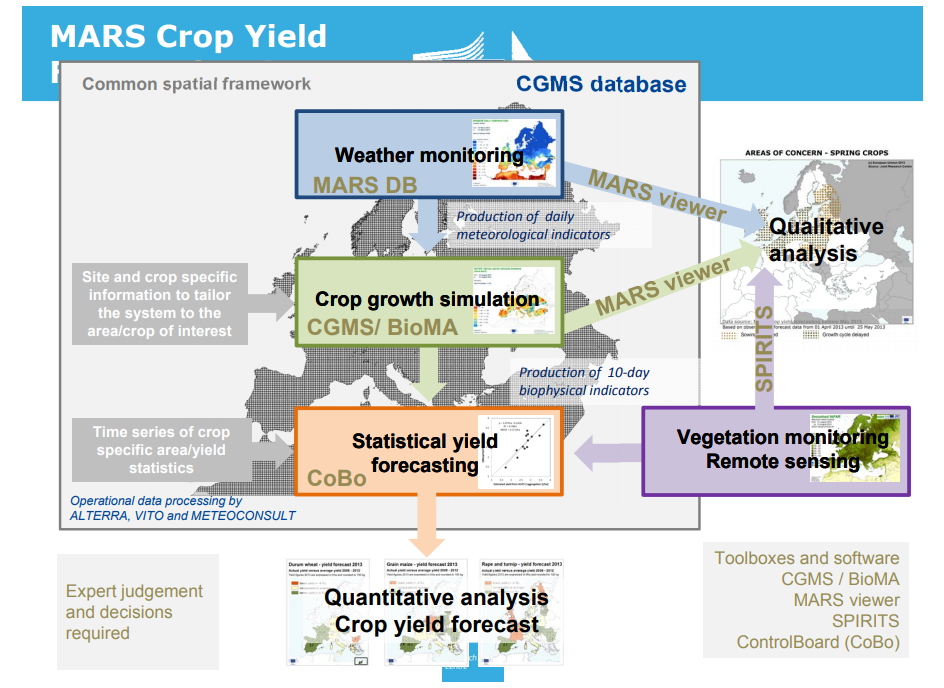 MARS Crop Yield
Common spatial framework
CGMS database
Weather monitoring
MARS DB
MARS viewer
AREAS OF CONCERN - SPRING CROPS
Production of daily
meteorological indicators
Qualitative
analysis
Site and crop specific
information to tailor
the system to the
area/crop of interest
Crop growth simulation
CGMS/ BioMA
MARS viewer
Growth cycle delayed
SPIRITS
Production of 10-day
biophysical indicators
Time series of crop
specific area/yield
statistics
Statistical yield
forecasting
CoBo
Vegetation monitoring
Remote sensing
Operational data processing by
ALTERRA, VITO and METEOCONSULT
Expert judgement
and decisions
required
Durum wheat - yield forecast 2013
Grain maize - yield forecast 2013
Rape and turnip - yield forecast 2013
Quantitative analysis
Crop yield forecast
Toolboxes and software
CGMS / BioMA
MARS viewer
SPIRITS
ControlBoard (CoBo)